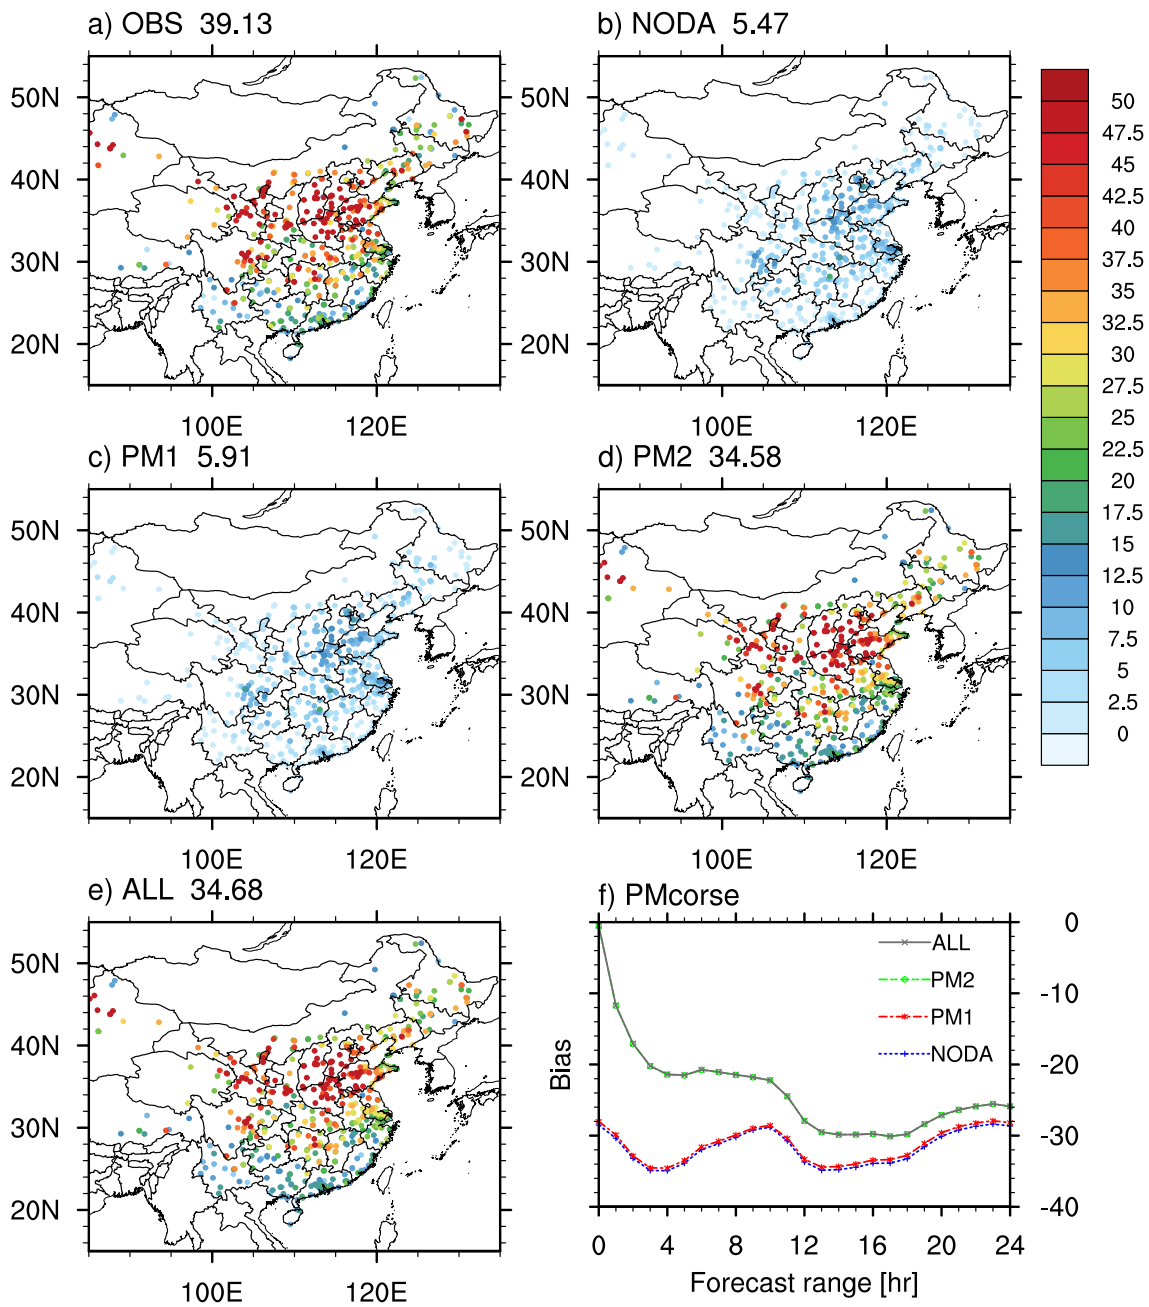 a) OBS  39.13
b) NODA  5.47
50N
40N
30N
20N
100E
120E
50N
40N
30N
20N
100E
120E
50
47.5
45
42.5
40
37.5
35
32.5
30
27.5
25
22.5
20
17.5
15
12.5
10
7.5
5
2.5
0
c) PM1  5.91
d) PM2  34.58
50N
40N
30N
20N
100E
120E
50N
40N
30N
20N
100E
120E
e) ALL  34.68
f) PMcorse
50N
40N
30N
20N
100E
120E
ALL
PM2
PM1
NODA
Bias
0
-10
-20
-30
-40
0
4
8
12
16
20
24
Forecast range [hr]